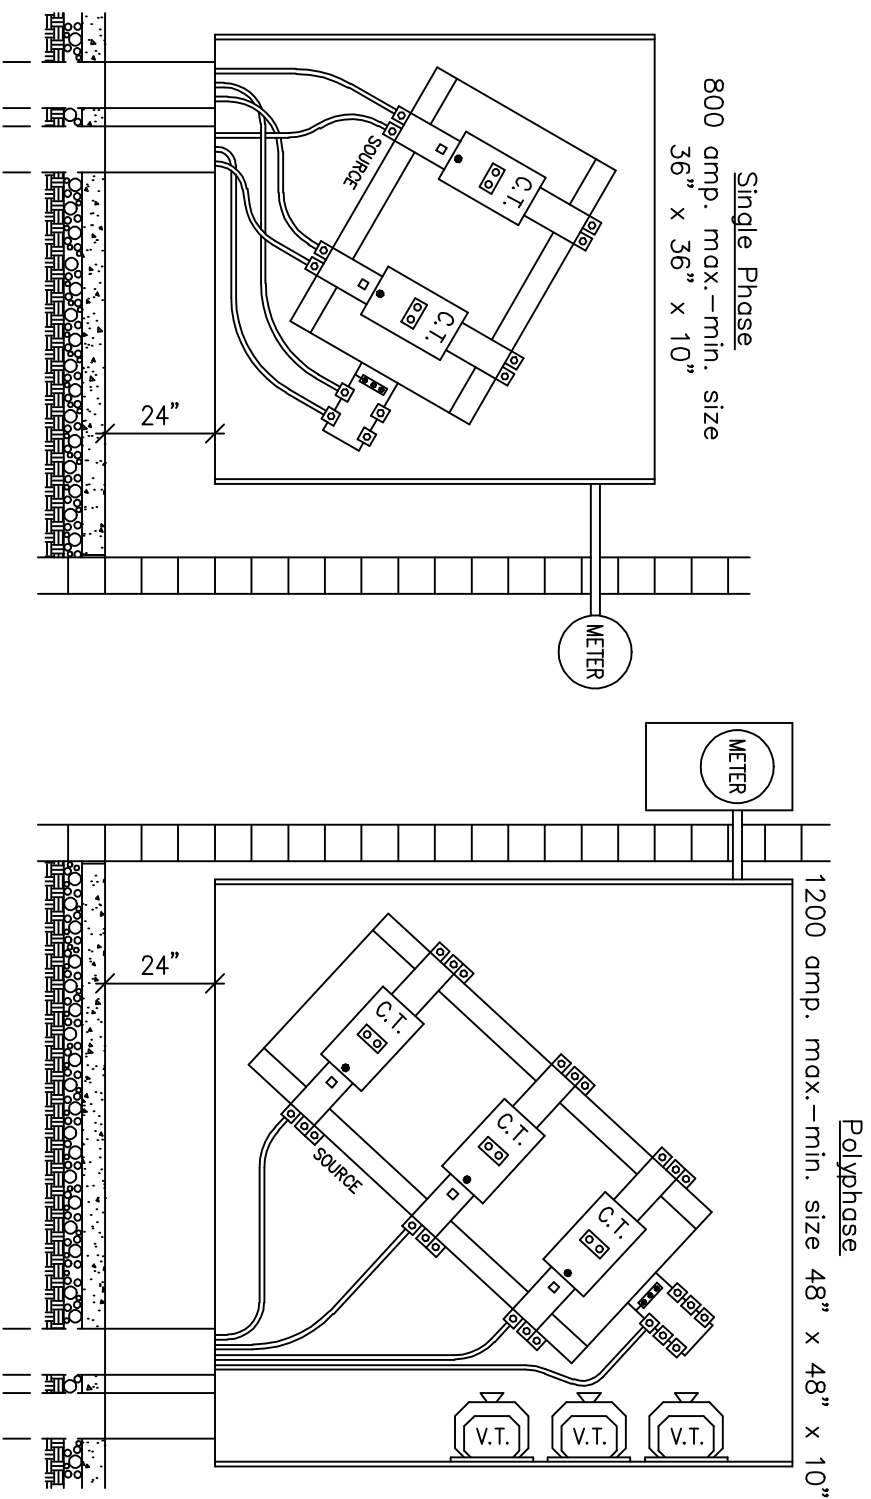 Single Phase
800 amp. max.-min. size
36" x 36" x 10"
SOURCE
C.T.
C.T.
24"
METER
Polyphase
1200 amp. max.-min. size 48" x 48" x 10"
METER
C.T.
C.T.
C.T.
SOURCE
V.T.
V.T.
V.T.
24"